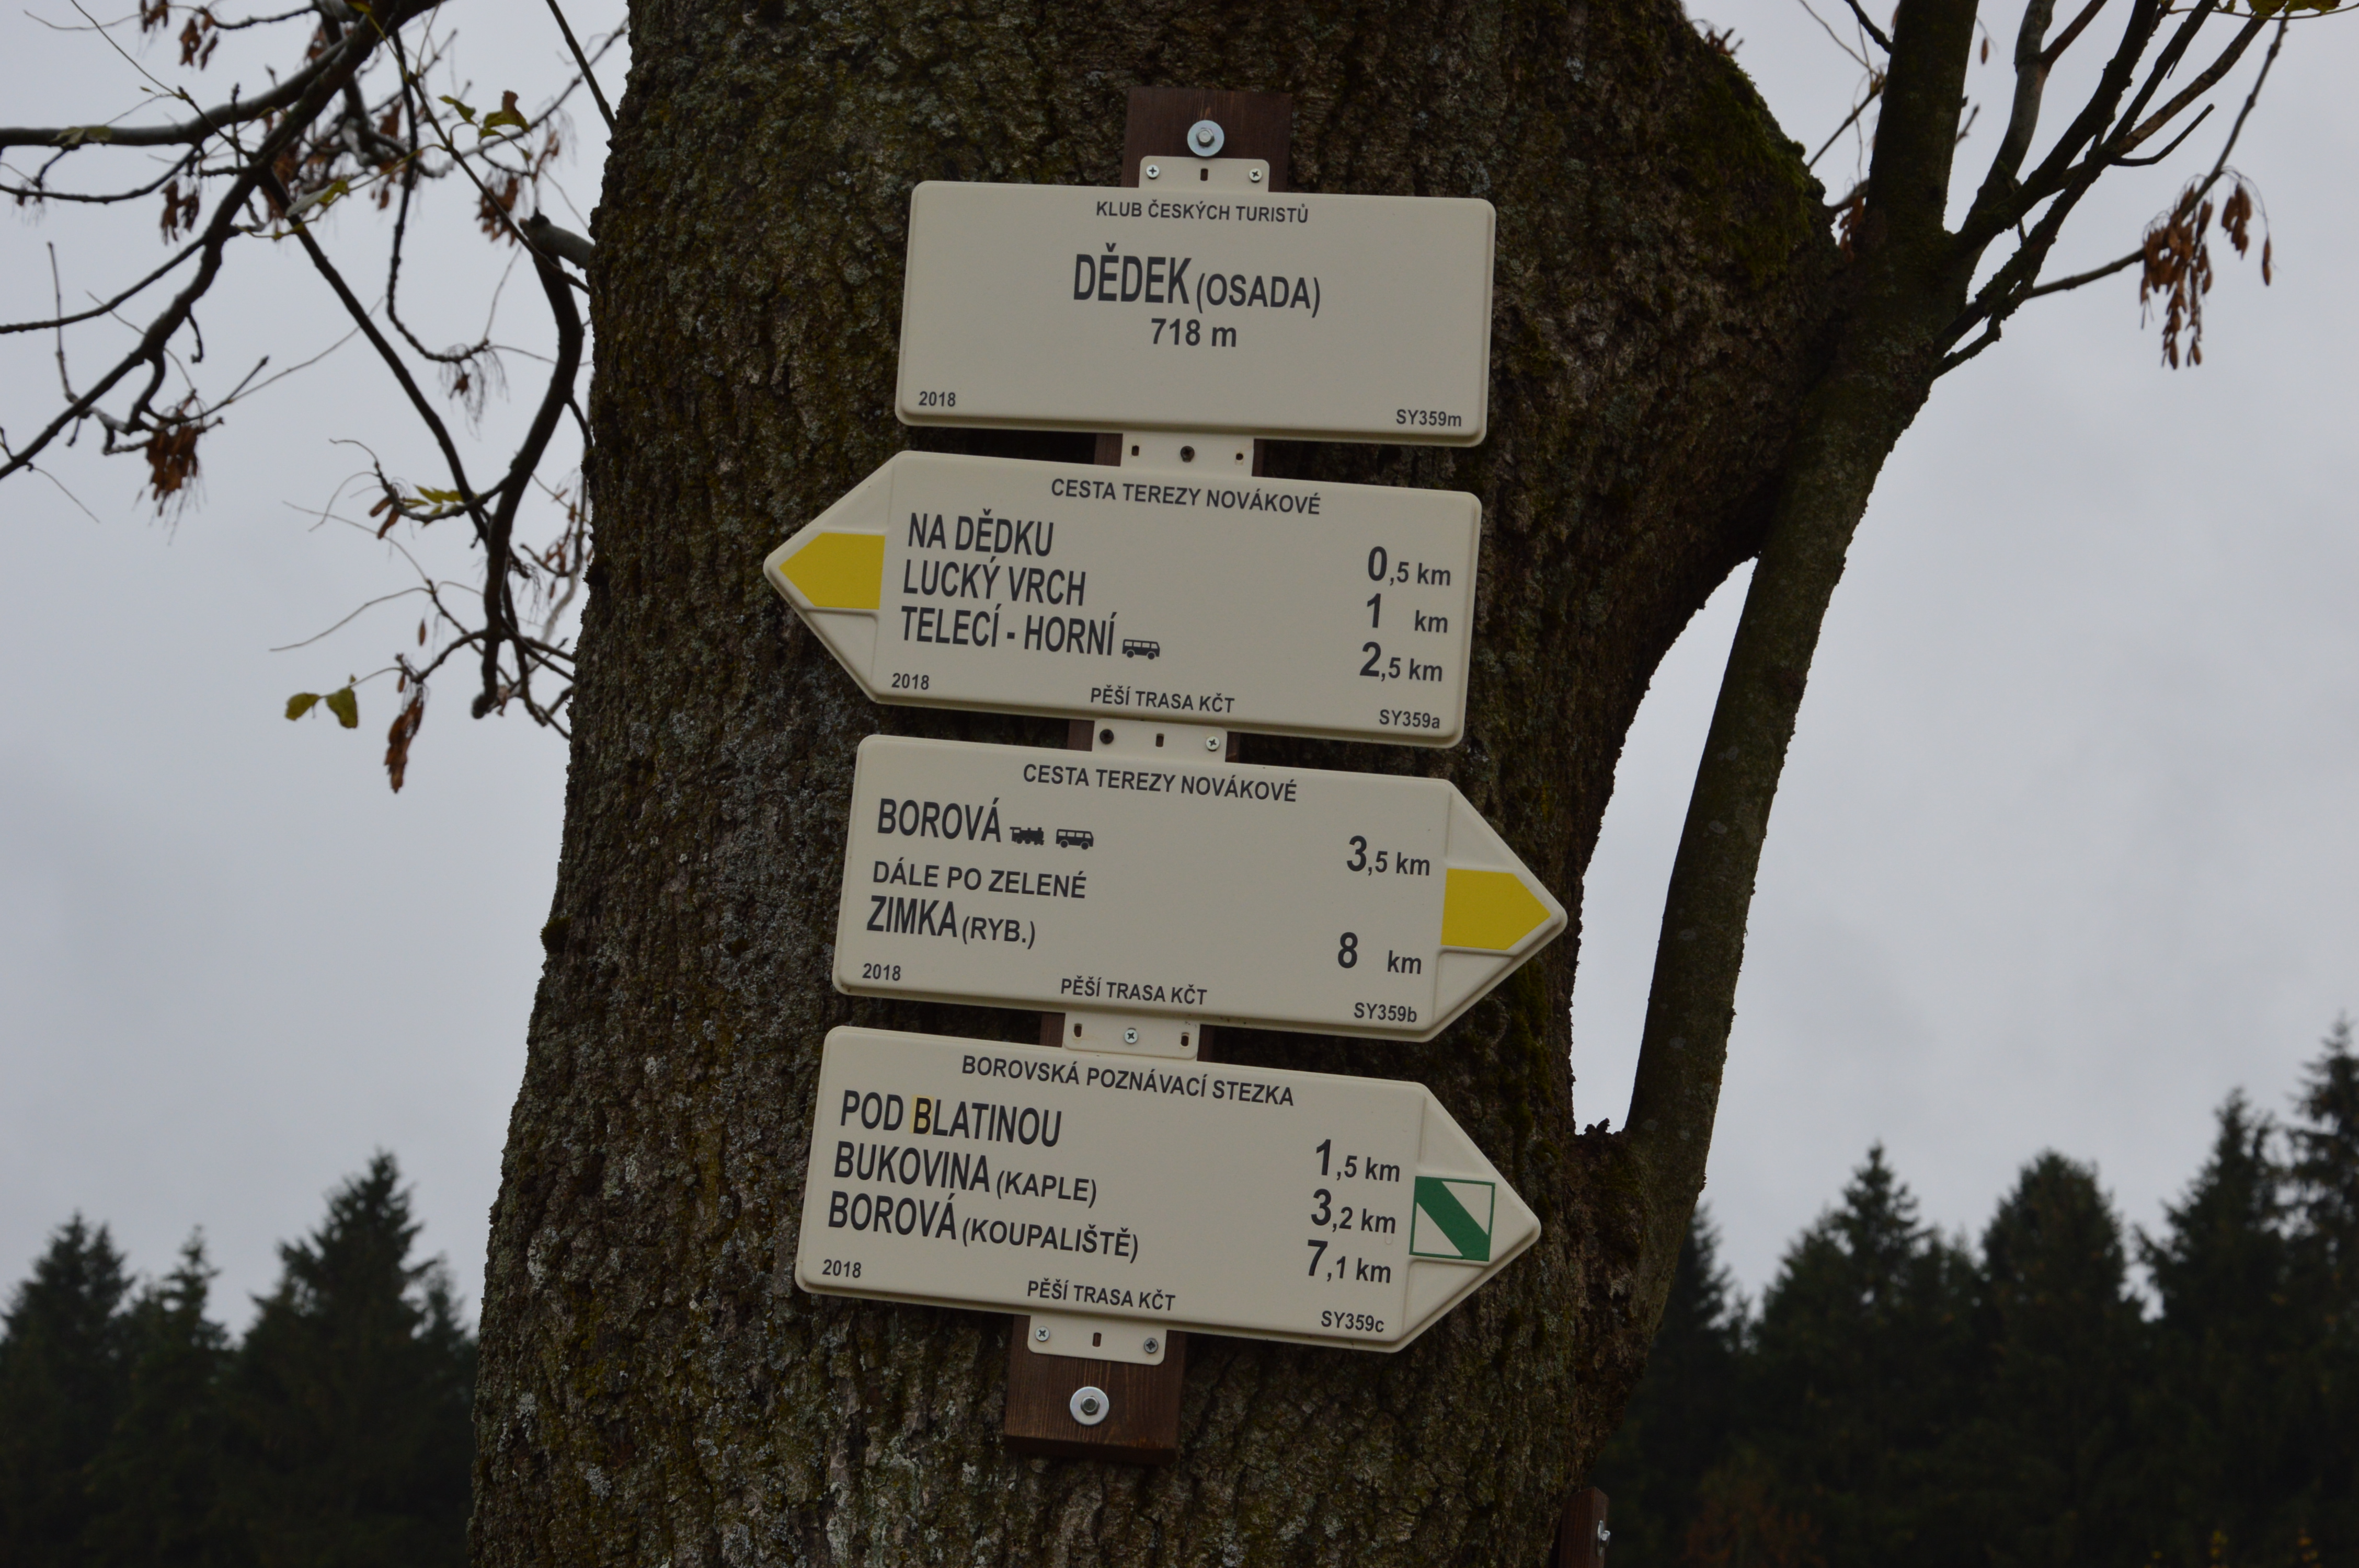 KLUB ČESKÝCH TURISTŮ
DĚDEK (OSADA)
718 m
2018 SY359m
CESTA TEREZY NOVÁKOVÉ
NA DĚDKU 0,5 km
LUCKÝ VRCH 1 km
TELECÍ - HORNÍ 2,5 km
2018 PĚŠÍ TRASA KČT SY359a
CESTA TEREZY NOVÁKOVÉ
BOROVÁ 3,5 km
DÁLE PO ZELENÉ
ZIMKA (RYB.) 8 km
2018 PĚŠÍ TRASA KČT SY359b
BOROVSKÁ POZNÁVACÍ STEZKA
POD BLATINOU 1,5 km
BUKOVINA (KAPLE) 3,2 km
BOROVÁ (KOUPALIŠTĚ) 7,1 km
2018 PĚŠÍ TRASA KČT SY359c